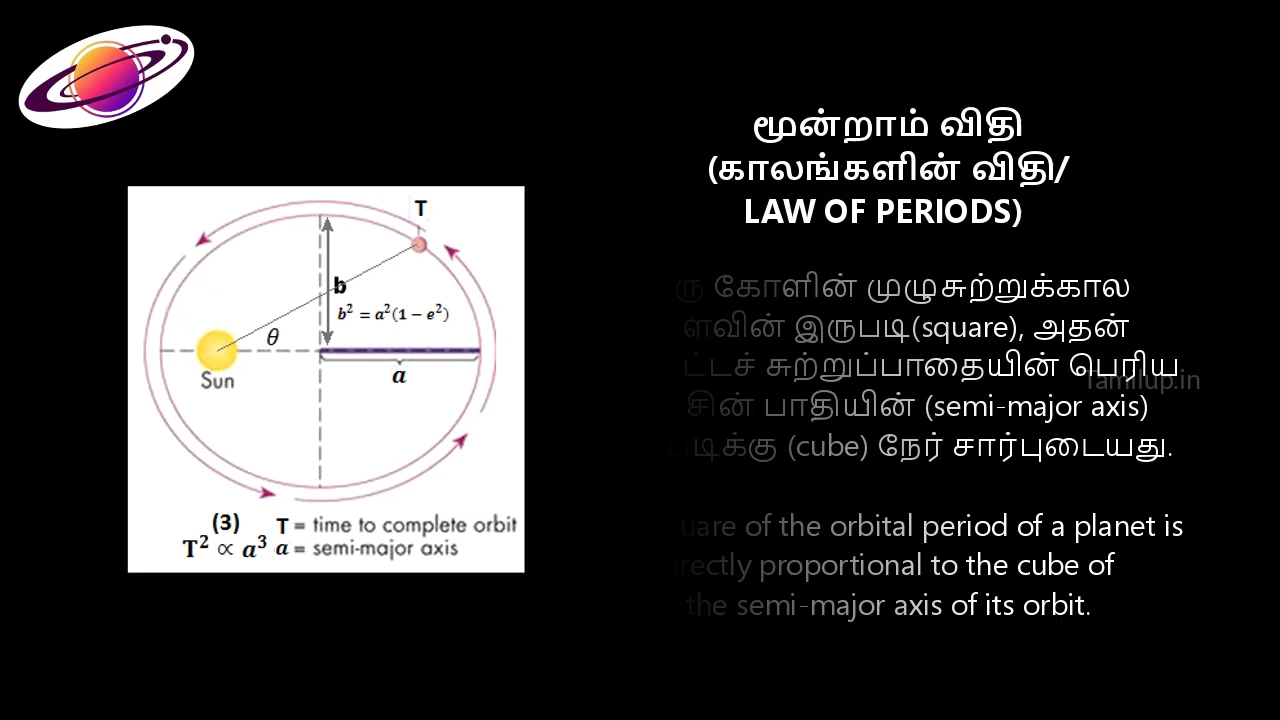 மூன்றாம் விதி
(காலங்களின் விதி/
LAW OF PERIODS)
T
b
b² = a²(1 − e²)
θ
Sun
a
(3) T = time to complete orbit
T² ∝ a³ a = semi-major axis
கோளின் முழுசுற்றுக்கால
இருபடி(square), அதன்
சுற்றுப்பாதையின் பெரிய
பாதியின் (semi-major axis)
(cube) நேர் சார்புடையது.
Tamilup.in
of the orbital period of a planet is
proportional to the cube of
the semi-major axis of its orbit.